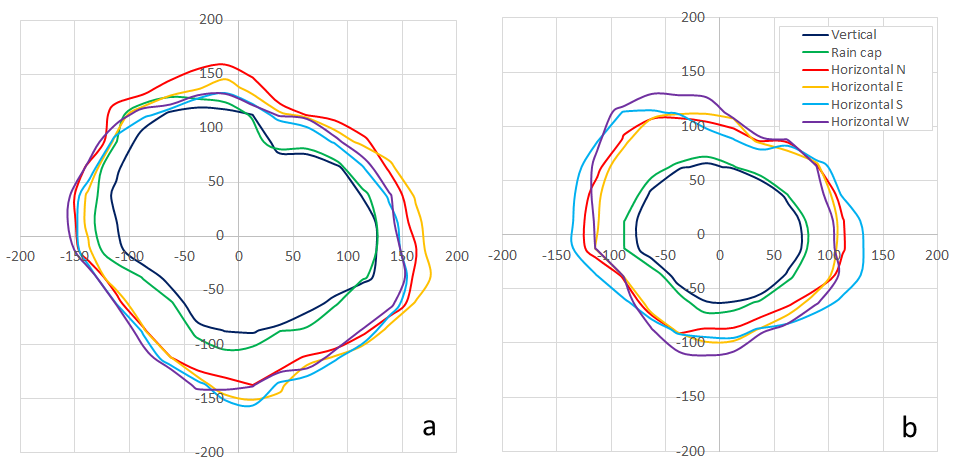 200
150
100
50
0
-50
-100
-150
-200
-200 -150 -100 -50 0 50 100 150 200
a
200
150
100
50
0
-50
-100
-150
-200
-200 -150 -100 -50 0 50 100 150 200
Vertical
Rain cap
Horizontal N
Horizontal E
Horizontal S
Horizontal W
b